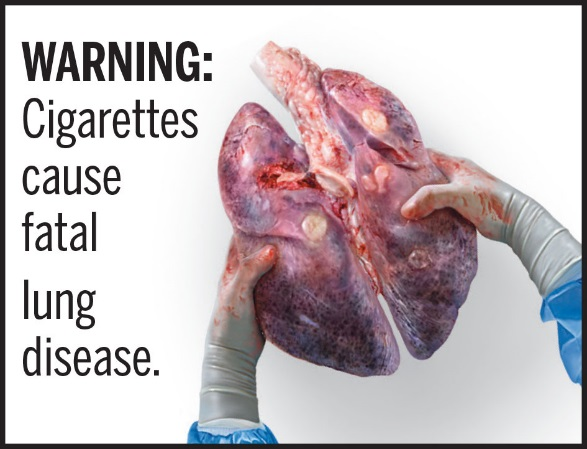 WARNING:
Cigarettes
cause
fatal
lung
disease.